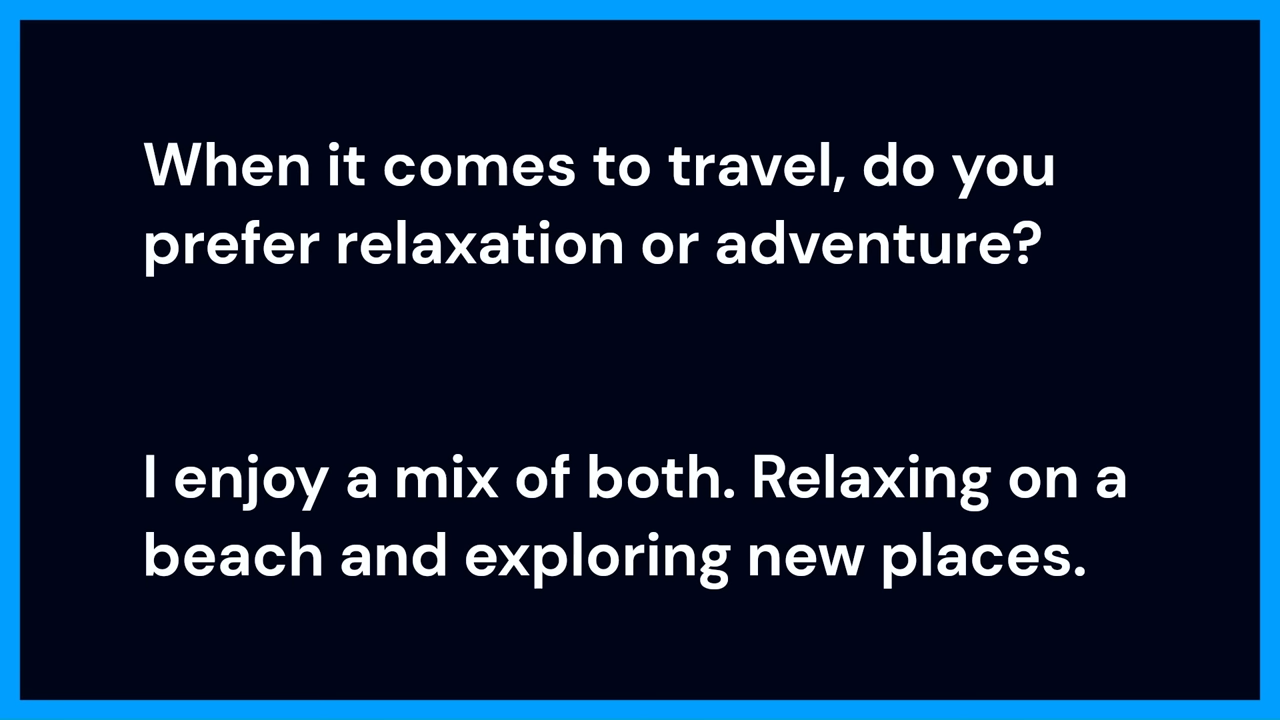 When it comes to travel, do you
prefer relaxation or adventure?
I enjoy a mix of both. Relaxing on a
beach and exploring new places.